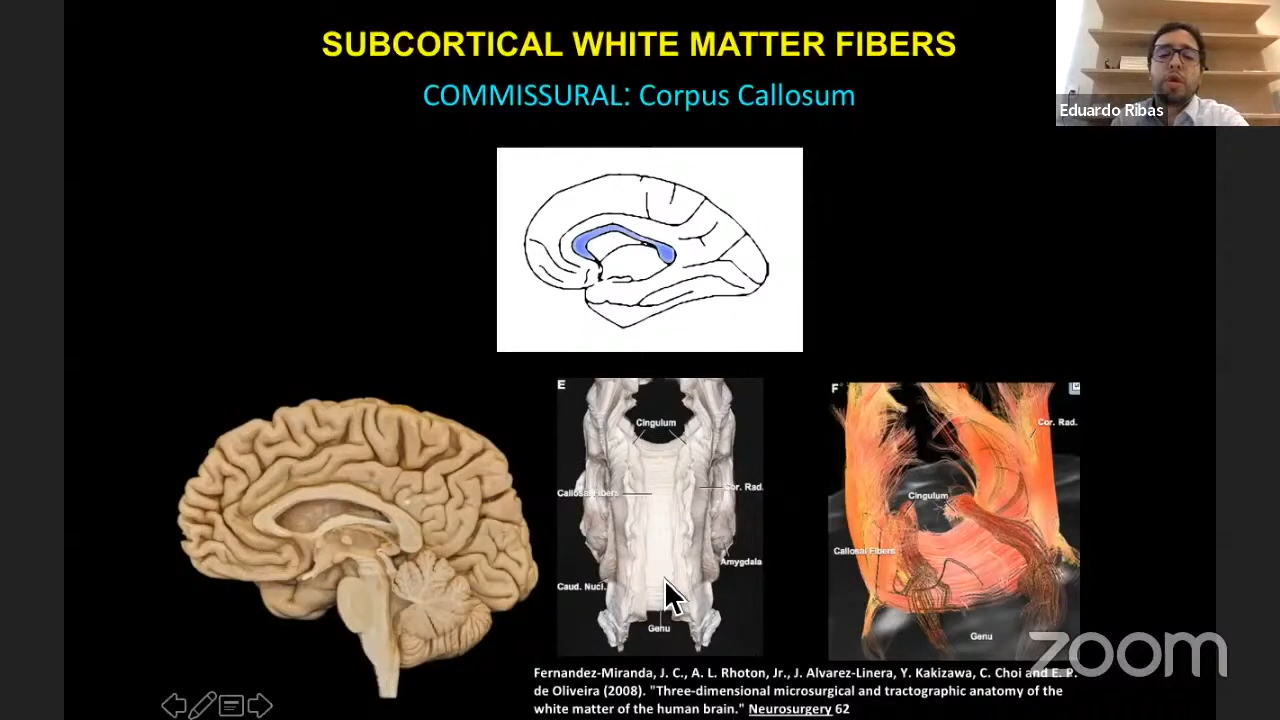 SUBCORTICAL WHITE MATTER FIBERS
COMMISSURAL: Corpus Callosum
Eduardo Ribas
E
Cingulum
Callosal Fibers
Cor. Rad.
Amygdala
Caud. Nucl.
Genu
F
Cor. Rad.
Cingulum
Callosal Fibers
Genu
zoom
Fernandez-Miranda, J. C., A. L. Rhoton, Jr., J. Alvarez-Linera, Y. Kakizawa, C. Choi and E. P.
de Oliveira (2008). "Three-dimensional microsurgical and tractographic anatomy of the
white matter of the human brain." Neurosurgery 62